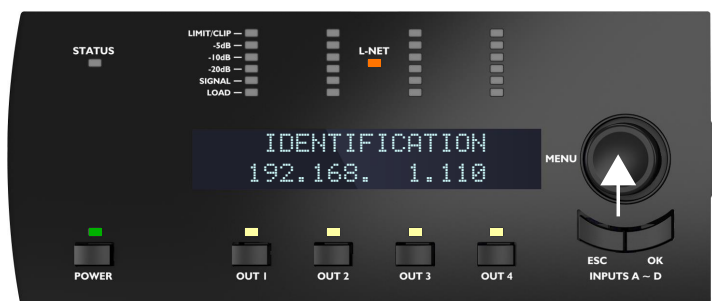 LIMIT/CLIP
-5dB
-10dB
-20dB
SIGNAL
LOAD
STATUS
L-NET
IDENTIFICATION
192.168.  1.110
MENU
POWER
OUT 1
OUT 2
OUT 3
OUT 4
ESC OK
INPUTS A ~ D